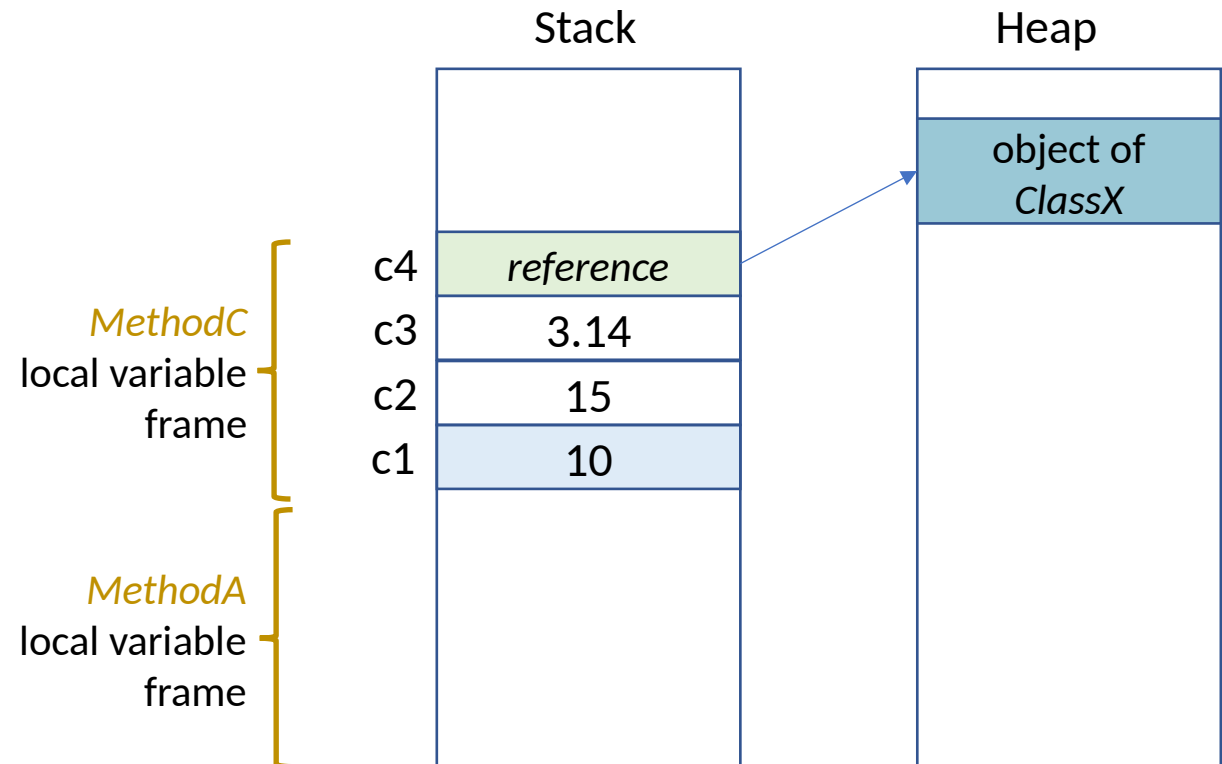 Stack
Heap
object of
ClassX
c4
reference
c3
3.14
c2
15
c1
10
MethodC
local variable
frame
MethodA
local variable
frame